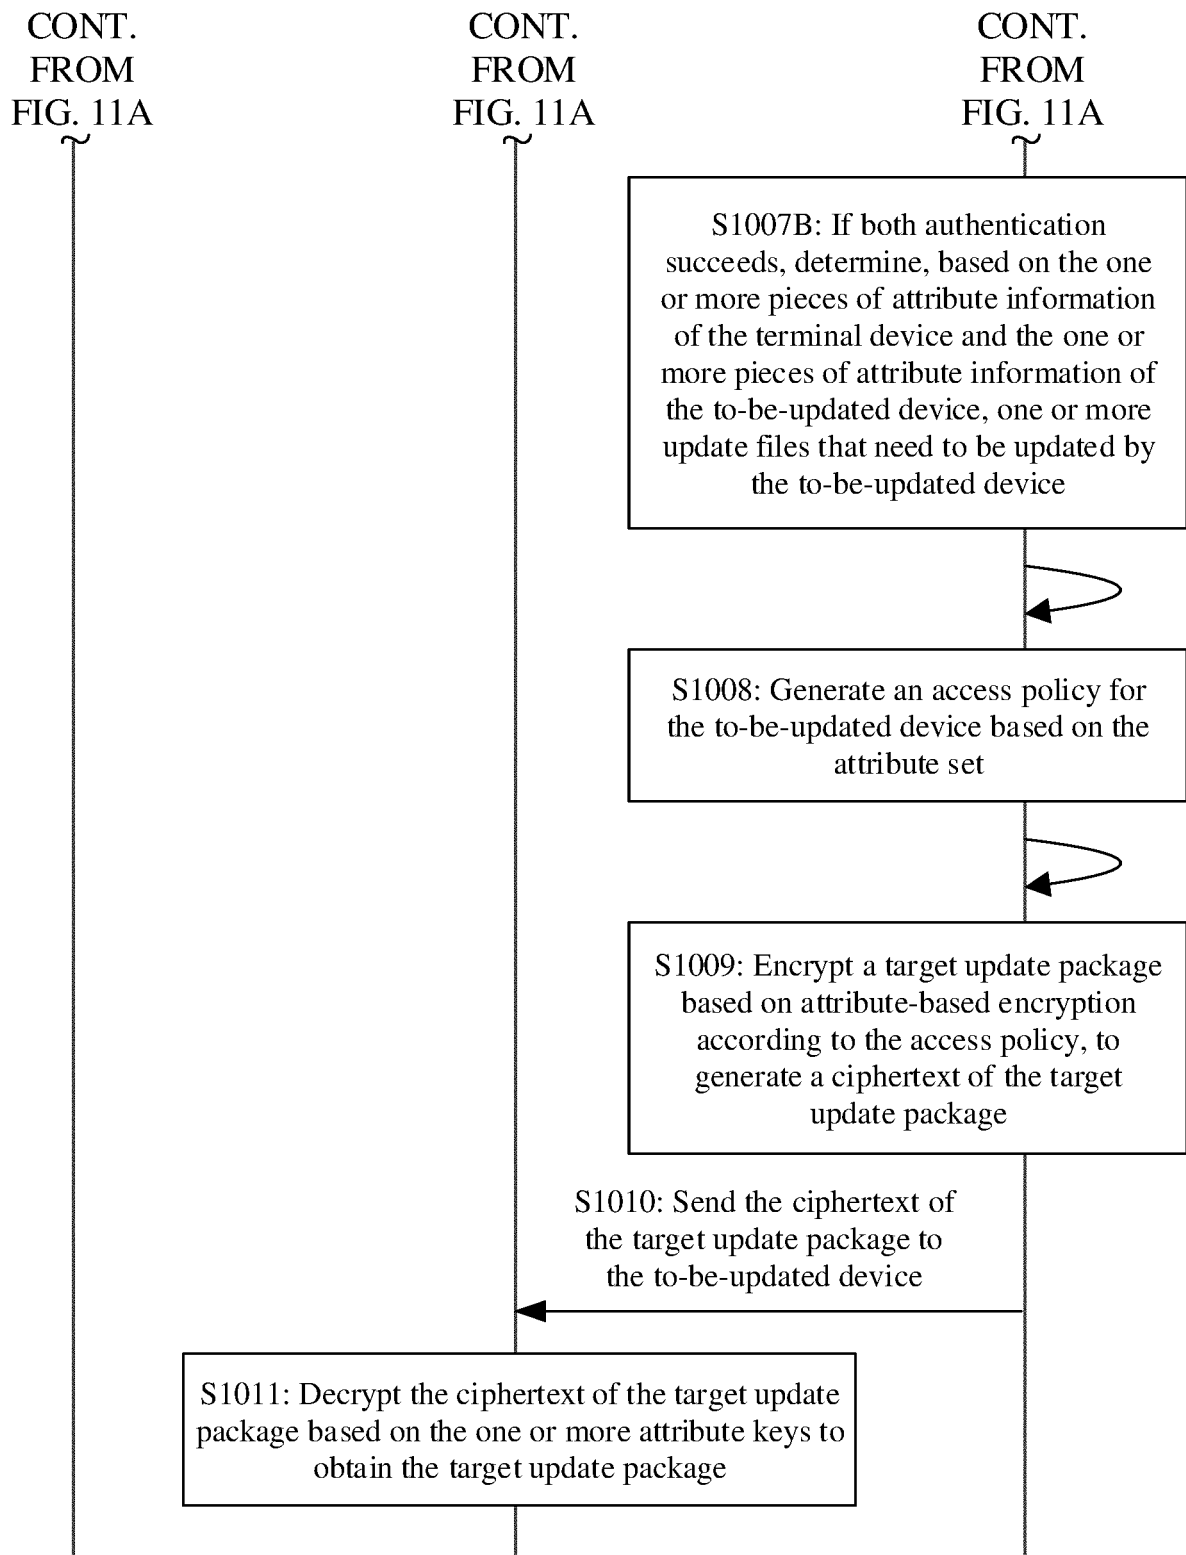 CONT.
FROM
FIG. 11A
CONT.
FROM
FIG. 11A
CONT.
FROM
FIG. 11A
S1007B: If both authentication
succeeds, determine, based on the one
or more pieces of attribute information
of the terminal device and the one or
more pieces of attribute information of
the to-be-updated device, one or more
update files that need to be updated by
the to-be-updated device
S1008: Generate an access policy for
the to-be-updated device based on the
attribute set
S1009: Encrypt a target update package
based on attribute-based encryption
according to the access policy, to
generate a ciphertext of the target
update package
S1010: Send the ciphertext of
the target update package to
the to-be-updated device
S1011: Decrypt the ciphertext of the target update
package based on the one or more attribute keys to
obtain the target update package